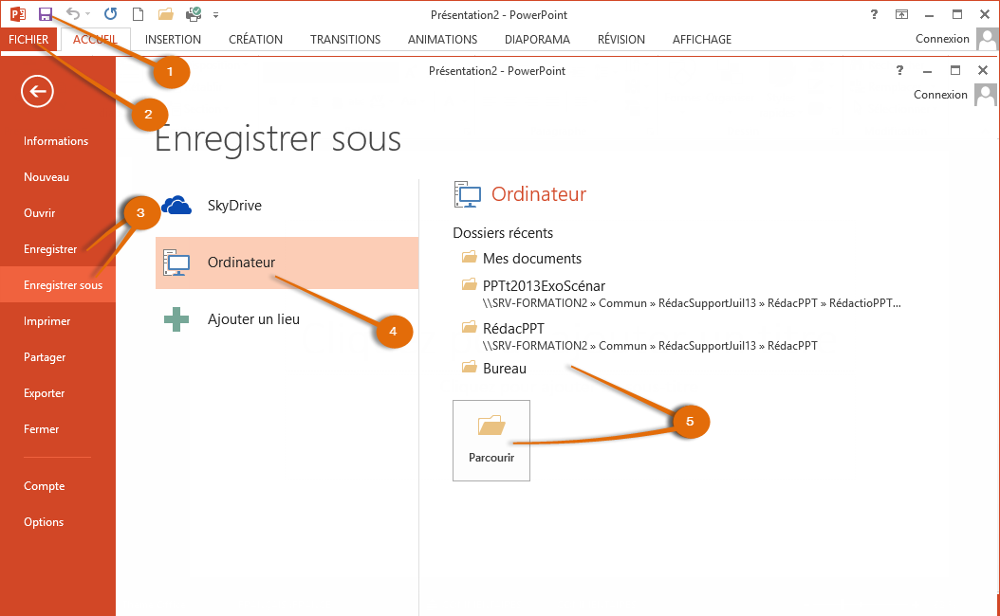 Présentation2 - PowerPoint
?
FICHIER ACCUEIL INSERTION CRÉATION TRANSITIONS ANIMATIONS DIAPORAMA RÉVISION AFFICHAGE Connexion
1
Présentation2 - PowerPoint
?
Connexion
2
Enregistrer sous
Informations
Nouveau
Ouvrir
Enregistrer
Enregistrer sous
Imprimer
Partager
Exporter
Fermer
Compte
Options
3
SkyDrive
Ordinateur
Ajouter un lieu
4
Ordinateur
Dossiers récents
Mes documents
PPTt2013ExoScénar
\\SRV-FORMATION2 » Commun » RédacSupportJuil13 » RédacPPT » RédactioPPT...
RédacPPT
\\SRV-FORMATION2 » Commun » RédacSupportJuil13 » RédacPPT
Bureau
5
Parcourir